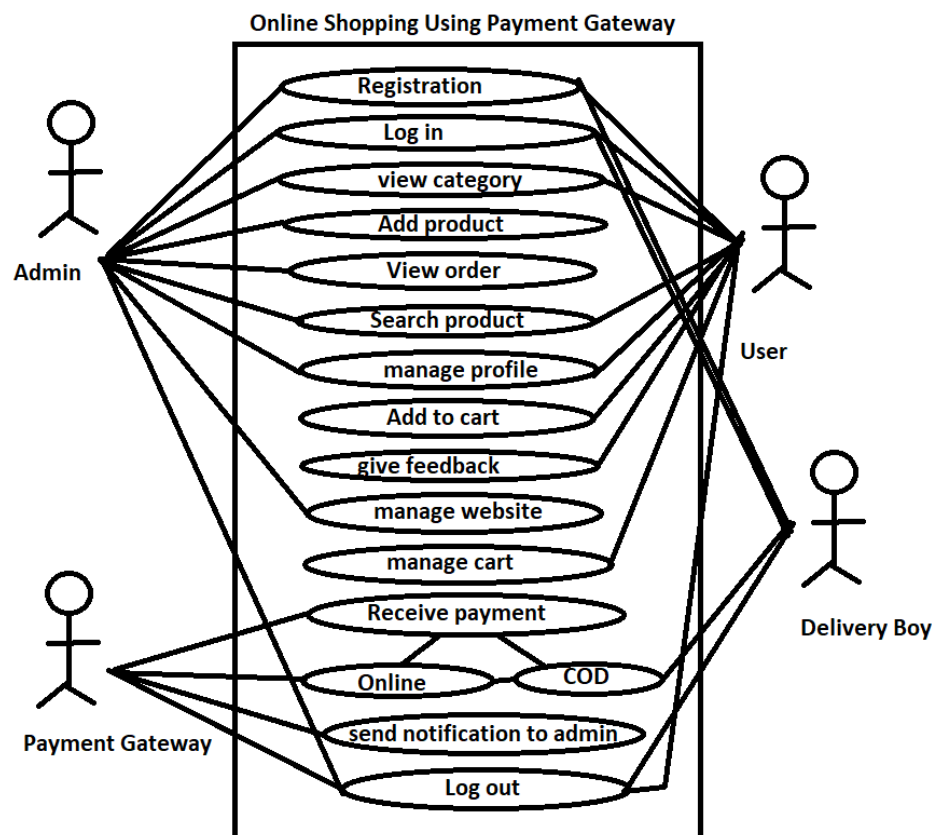 Online Shopping Using Payment Gateway
Registration
Log in
view category
Add product
Admin
View order
Search product
User
manage profile
Add to cart
give feedback
manage website
manage cart
Receive payment
Delivery Boy
Online
COD
Payment Gateway
send notification to admin
Log out